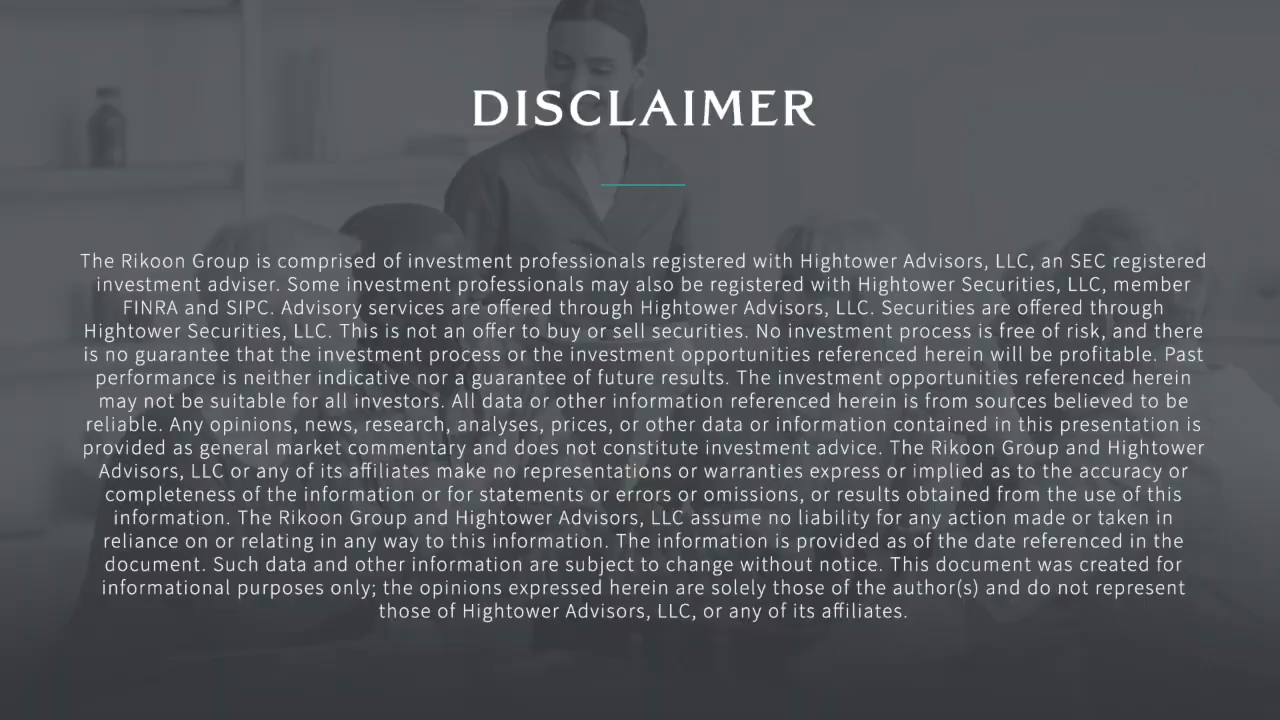 DISCLAIMER
The Rikoon Group is comprised of investment professionals registered with Hightower Advisors, LLC, an SEC registered
investment adviser. Some investment professionals may also be registered with Hightower Securities, LLC, member
FINRA and SIPC. Advisory services are offered through Hightower Advisors, LLC. Securities are offered through
Hightower Securities, LLC. This is not an offer to buy or sell securities. No investment process is free of risk, and there
is no guarantee that the investment process or the investment opportunities referenced herein will be profitable. Past
performance is neither indicative nor a guarantee of future results. The investment opportunities referenced herein
may not be suitable for all investors. All data or other information referenced herein is from sources believed to be
reliable. Any opinions, news, research, analyses, prices, or other data or information contained in this presentation is
provided as general market commentary and does not constitute investment advice. The Rikoon Group and Hightower
Advisors, LLC or any of its affiliates make no representations or warranties express or implied as to the accuracy or
completeness of the information or for statements or errors or omissions, or results obtained from the use of this
information. The Rikoon Group and Hightower Advisors, LLC assume no liability for any action made or taken in
reliance on or relating in any way to this information. The information is provided as of the date referenced in the
document. Such data and other information are subject to change without notice. This document was created for
informational purposes only; the opinions expressed herein are solely those of the author(s) and do not represent
those of Hightower Advisors, LLC, or any of its affiliates.